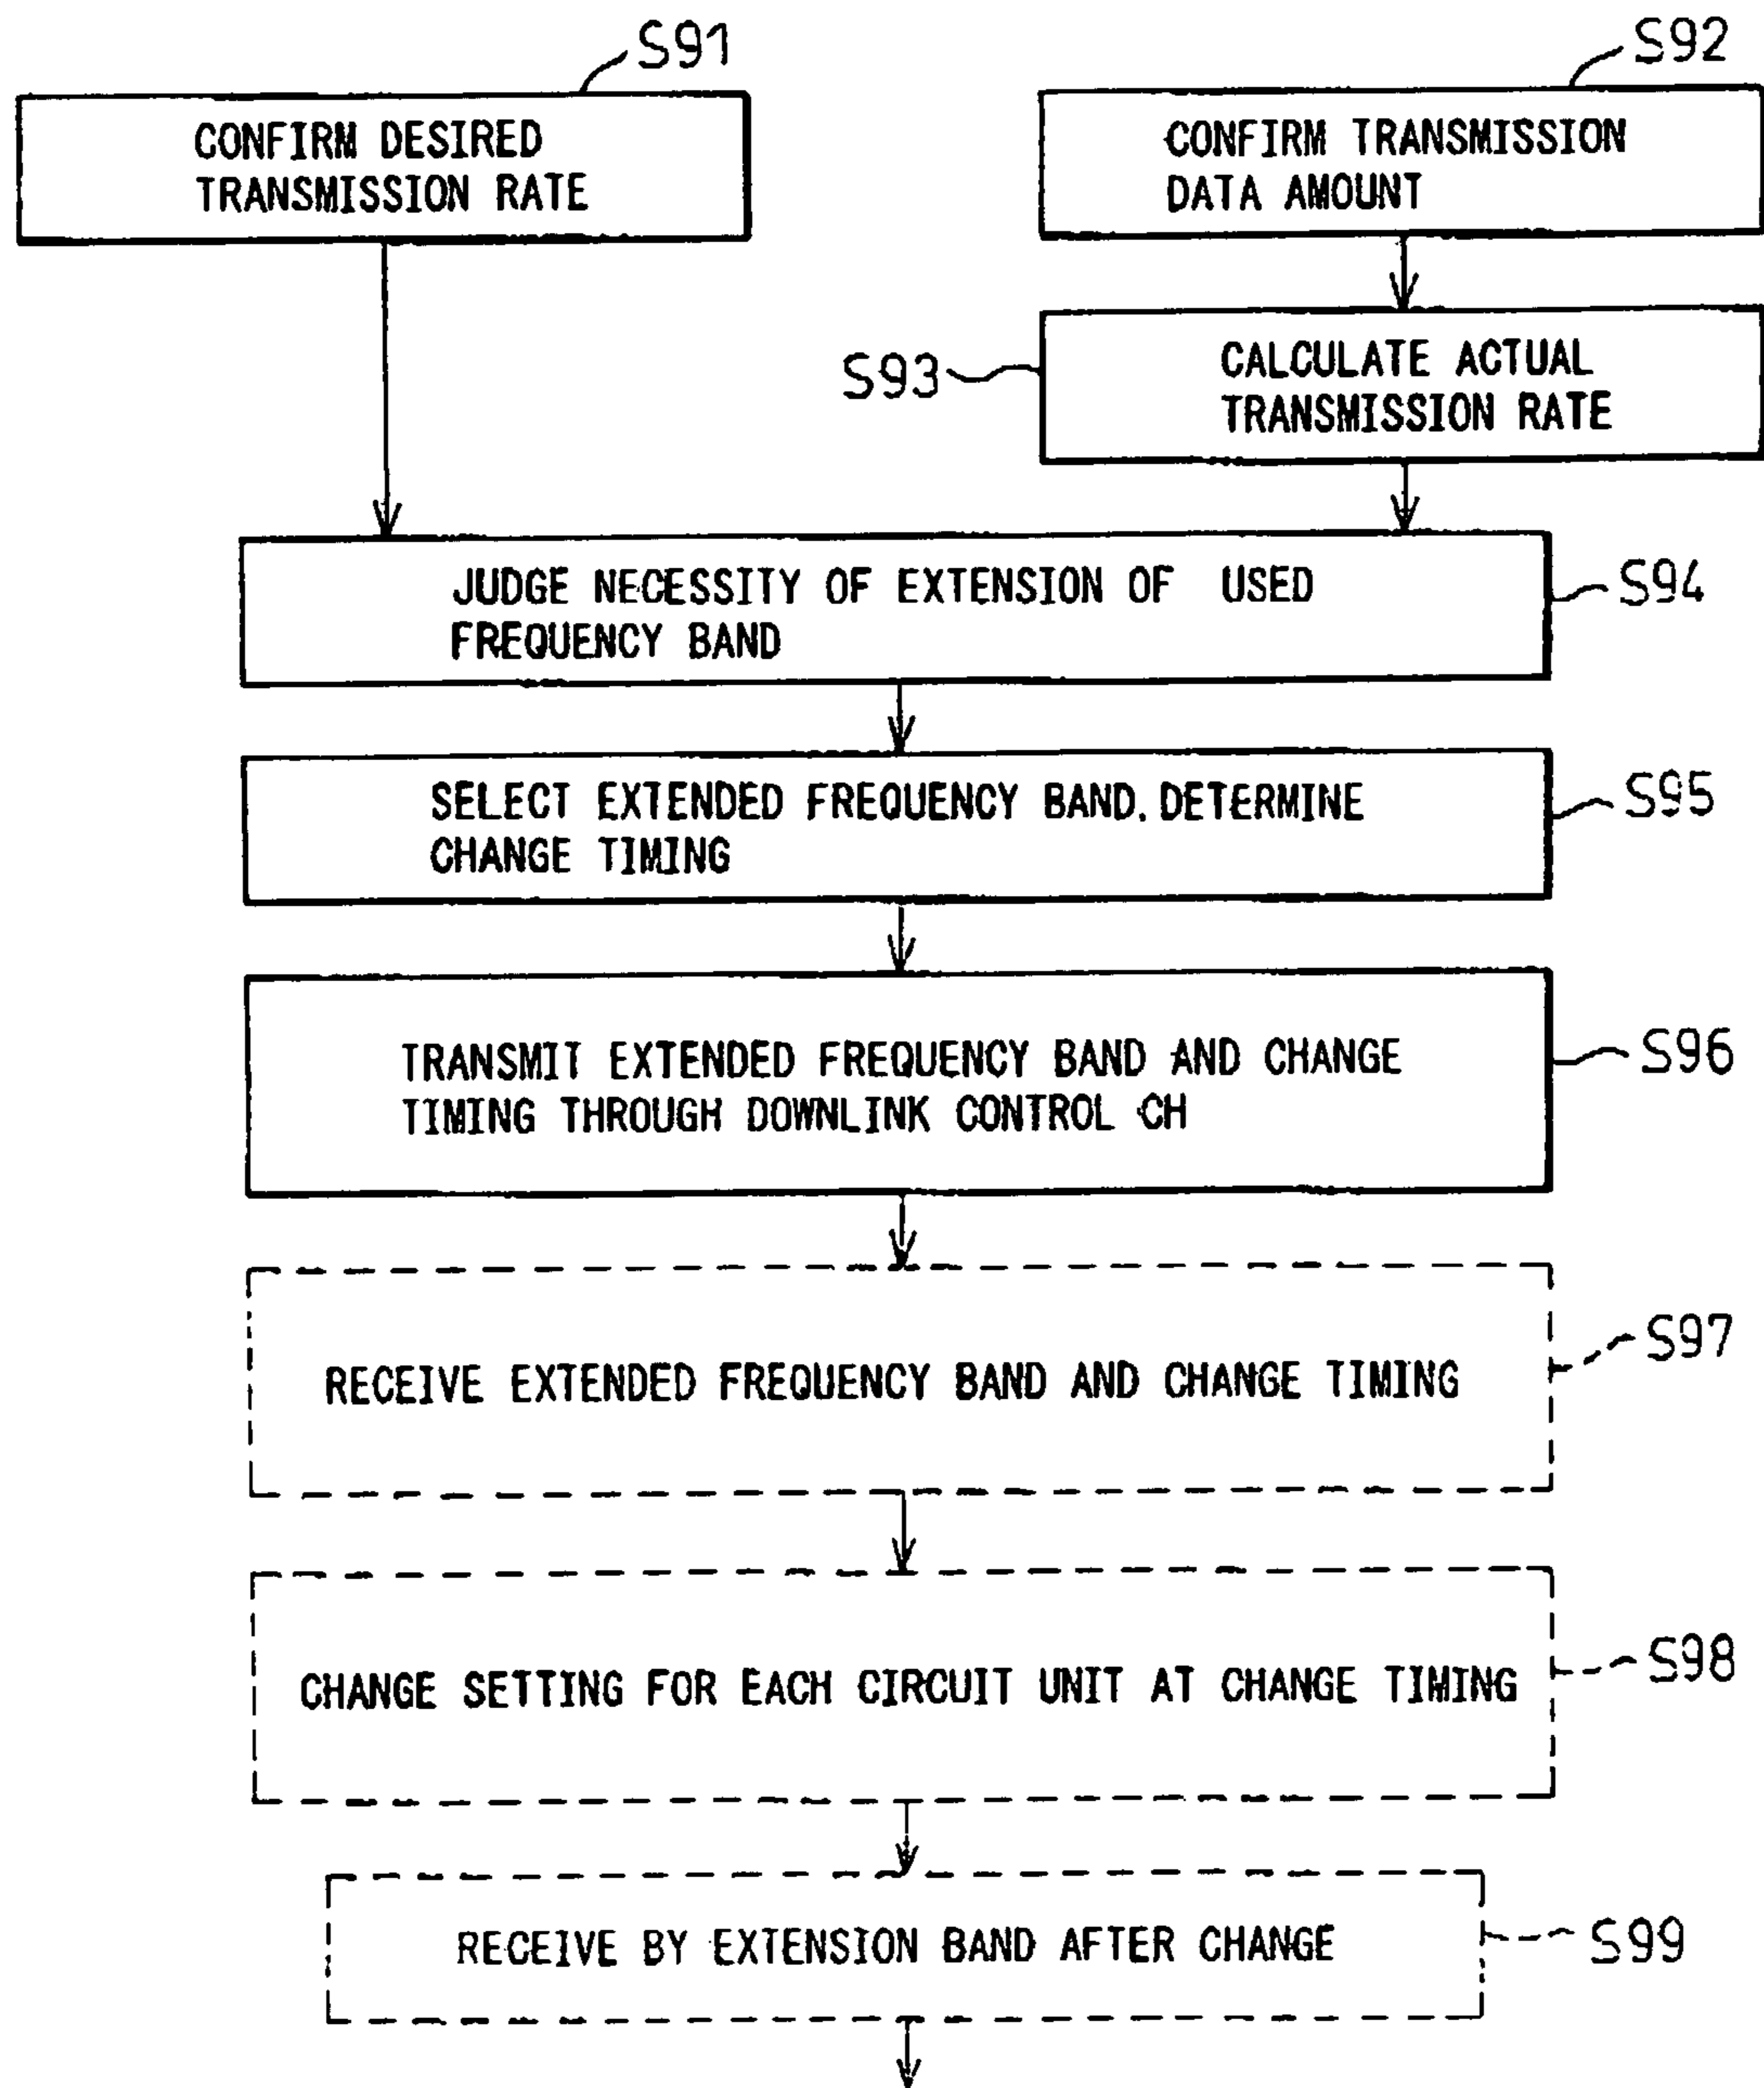 S91
CONFIRM DESIRED
TRANSMISSION RATE
S92
CONFIRM TRANSMISSION
DATA AMOUNT
S93
CALCULATE ACTUAL
TRANSMISSION RATE
JUDGE NECESSITY OF EXTENSION OF USED
FREQUENCY BAND
S94
SELECT EXTENDED FREQUENCY BAND. DETERMINE
CHANGE TIMING
S95
TRANSMIT EXTENDED FREQUENCY BAND AND CHANGE
TIMING THROUGH DOWNLINK CONTROL CH
S96
RECEIVE EXTENDED FREQUENCY BAND AND CHANGE TIMING
S97
CHANGE SETTING FOR EACH CIRCUIT UNIT AT CHANGE TIMING
S98
RECEIVE BY EXTENSION BAND AFTER CHANGE
S99